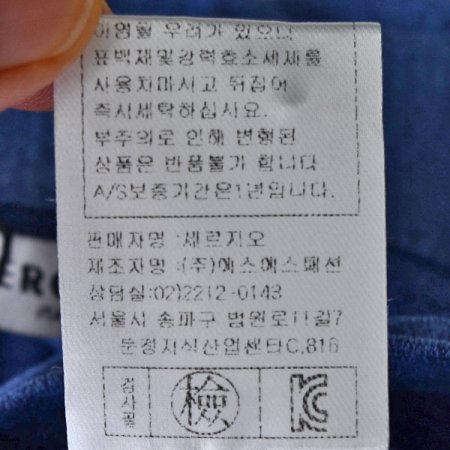 이염될 우려가 있으니
표백제및강력효소세제를
사용치마시고 뒤집어
즉시세탁하십시요.
부주의로 인해 변형된
상품은 반품불가 합니다.
A/S보증기간은1년입니다.
판매자명 :세르지오
제조자명 :(주)에스에스패션
상담실:02)2212-0143
서울시 송파구 법원로11길7
문정지식산업센타C,816
검사필 檢 KC
ERG